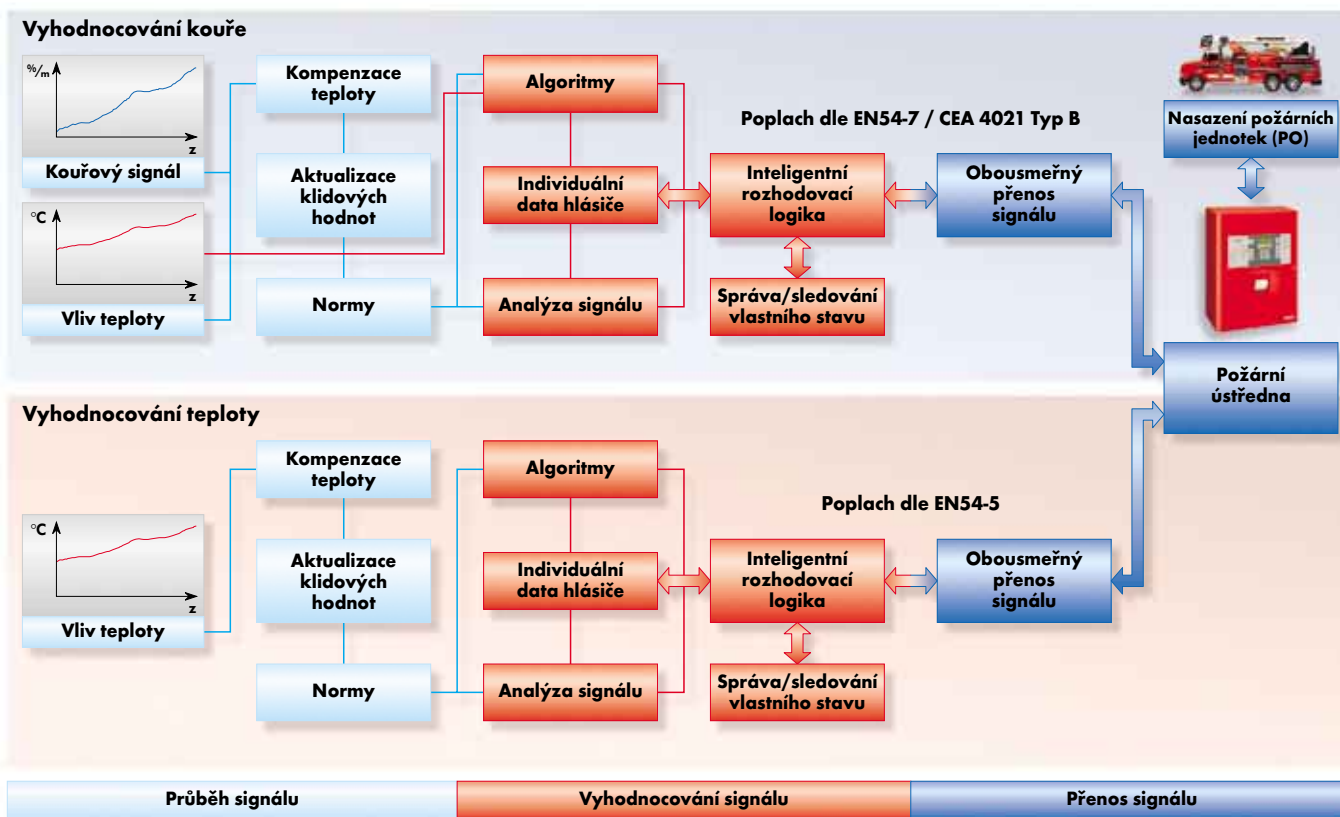 Vyhodnocování kouře
%/m
z
Kouřový signál
°C
z
Vliv teploty
Kompenzace
teploty
Aktualizace
klidových
hodnot
Normy
Algoritmy
Individuální
data hlásiče
Analýza signálu
Poplach dle EN54-7 / CEA 4021 Typ B
Inteligentní
rozhodovací
logika
Správa/sledování
vlastního stavu
Obousmeřný
přenos
signálu
Nasazení požárních
jednotek (PO)
Požární
ústředna
Vyhodnocování teploty
°C
z
Vliv teploty
Kompenzace
teploty
Aktualizace
klidových
hodnot
Normy
Algoritmy
Individuální
data hlásiče
Analýza signálu
Poplach dle EN54-5
Inteligentní
rozhodovací
logika
Správa/sledování
vlastního stavu
Obousmeřný
přenos
signálu
Průběh signálu
Vyhodnocování signálu
Přenos signálu